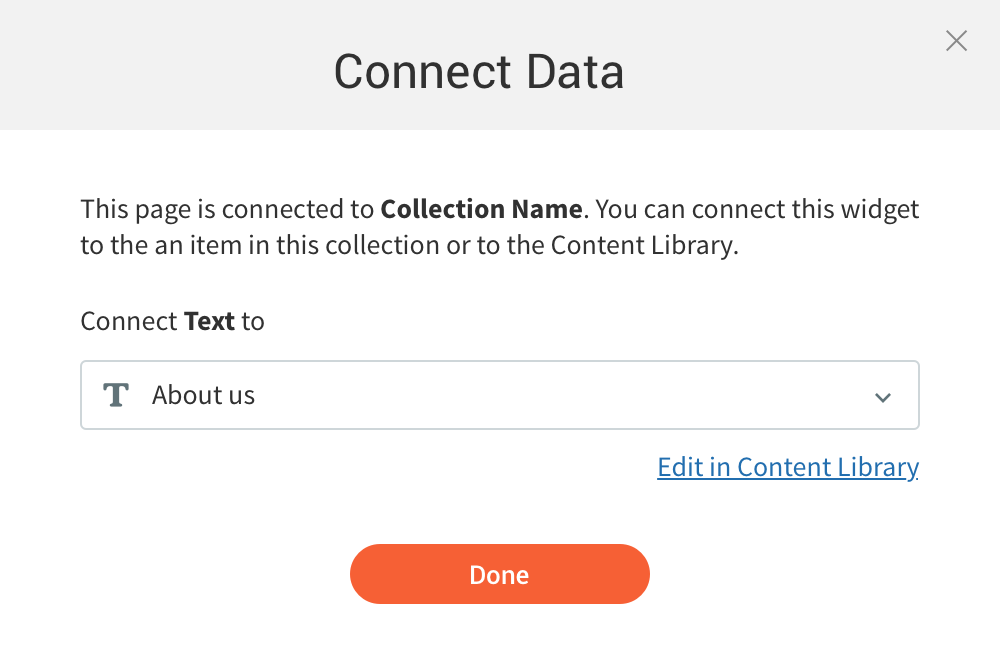 Connect Data
This page is connected to Collection Name. You can connect this widget
to the an item in this collection or to the Content Library.
Connect Text to
T About us
Edit in Content Library
Done